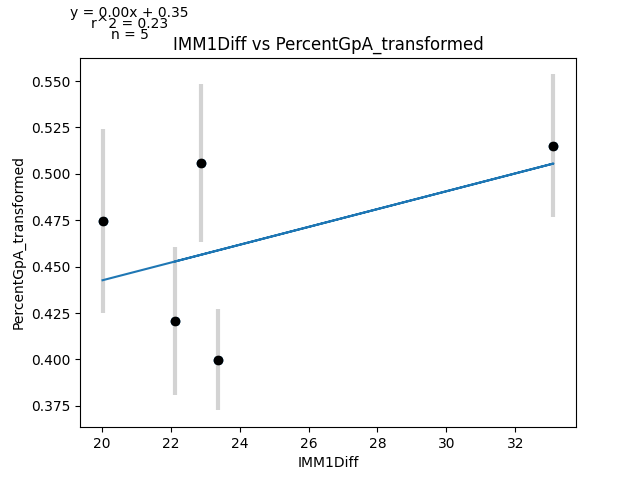 y = 0.00x + 0.35
r^2 = 0.23
n = 5
IMM1Diff vs PercentGpA_transformed
0.550
0.525
0.500
0.475
0.450
0.425
0.400
0.375
PercentGpA_transformed
20 22 24 26 28 30 32
IMM1Diff